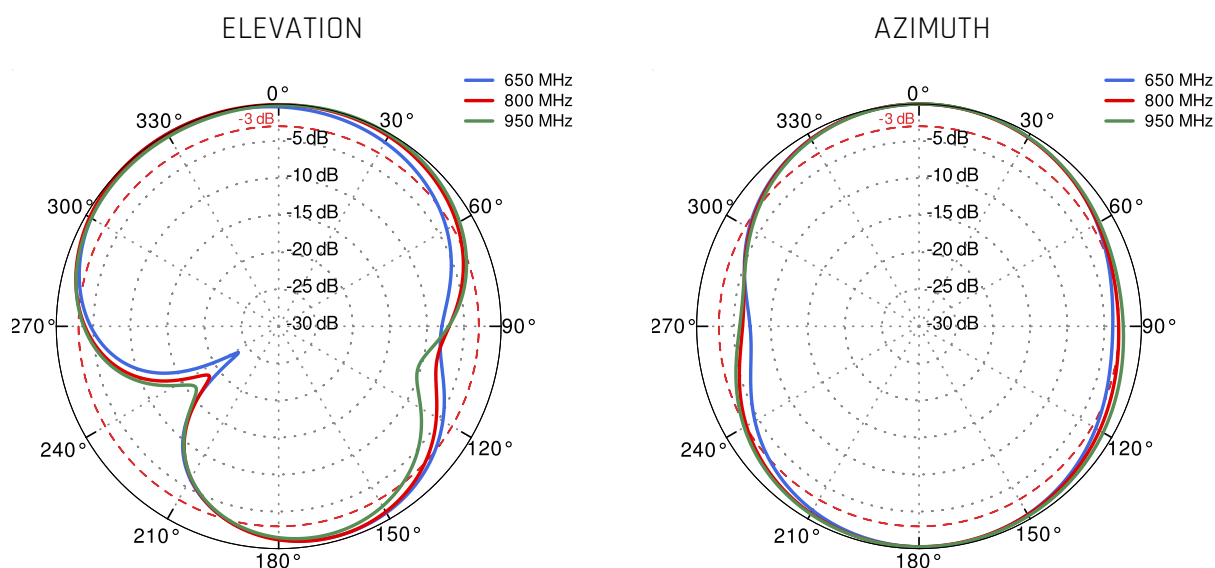 ELEVATION
650 MHz
800 MHz
950 MHz
0°
30°
60°
90°
120°
150°
180°
210°
240°
270°
300°
330°
-3 dB
-5 dB
-10 dB
-15 dB
-20 dB
-25 dB
-30 dB
AZIMUTH
650 MHz
800 MHz
950 MHz
0°
30°
60°
90°
120°
150°
180°
210°
240°
270°
300°
330°
-3 dB
-5 dB
-10 dB
-15 dB
-20 dB
-25 dB
-30 dB